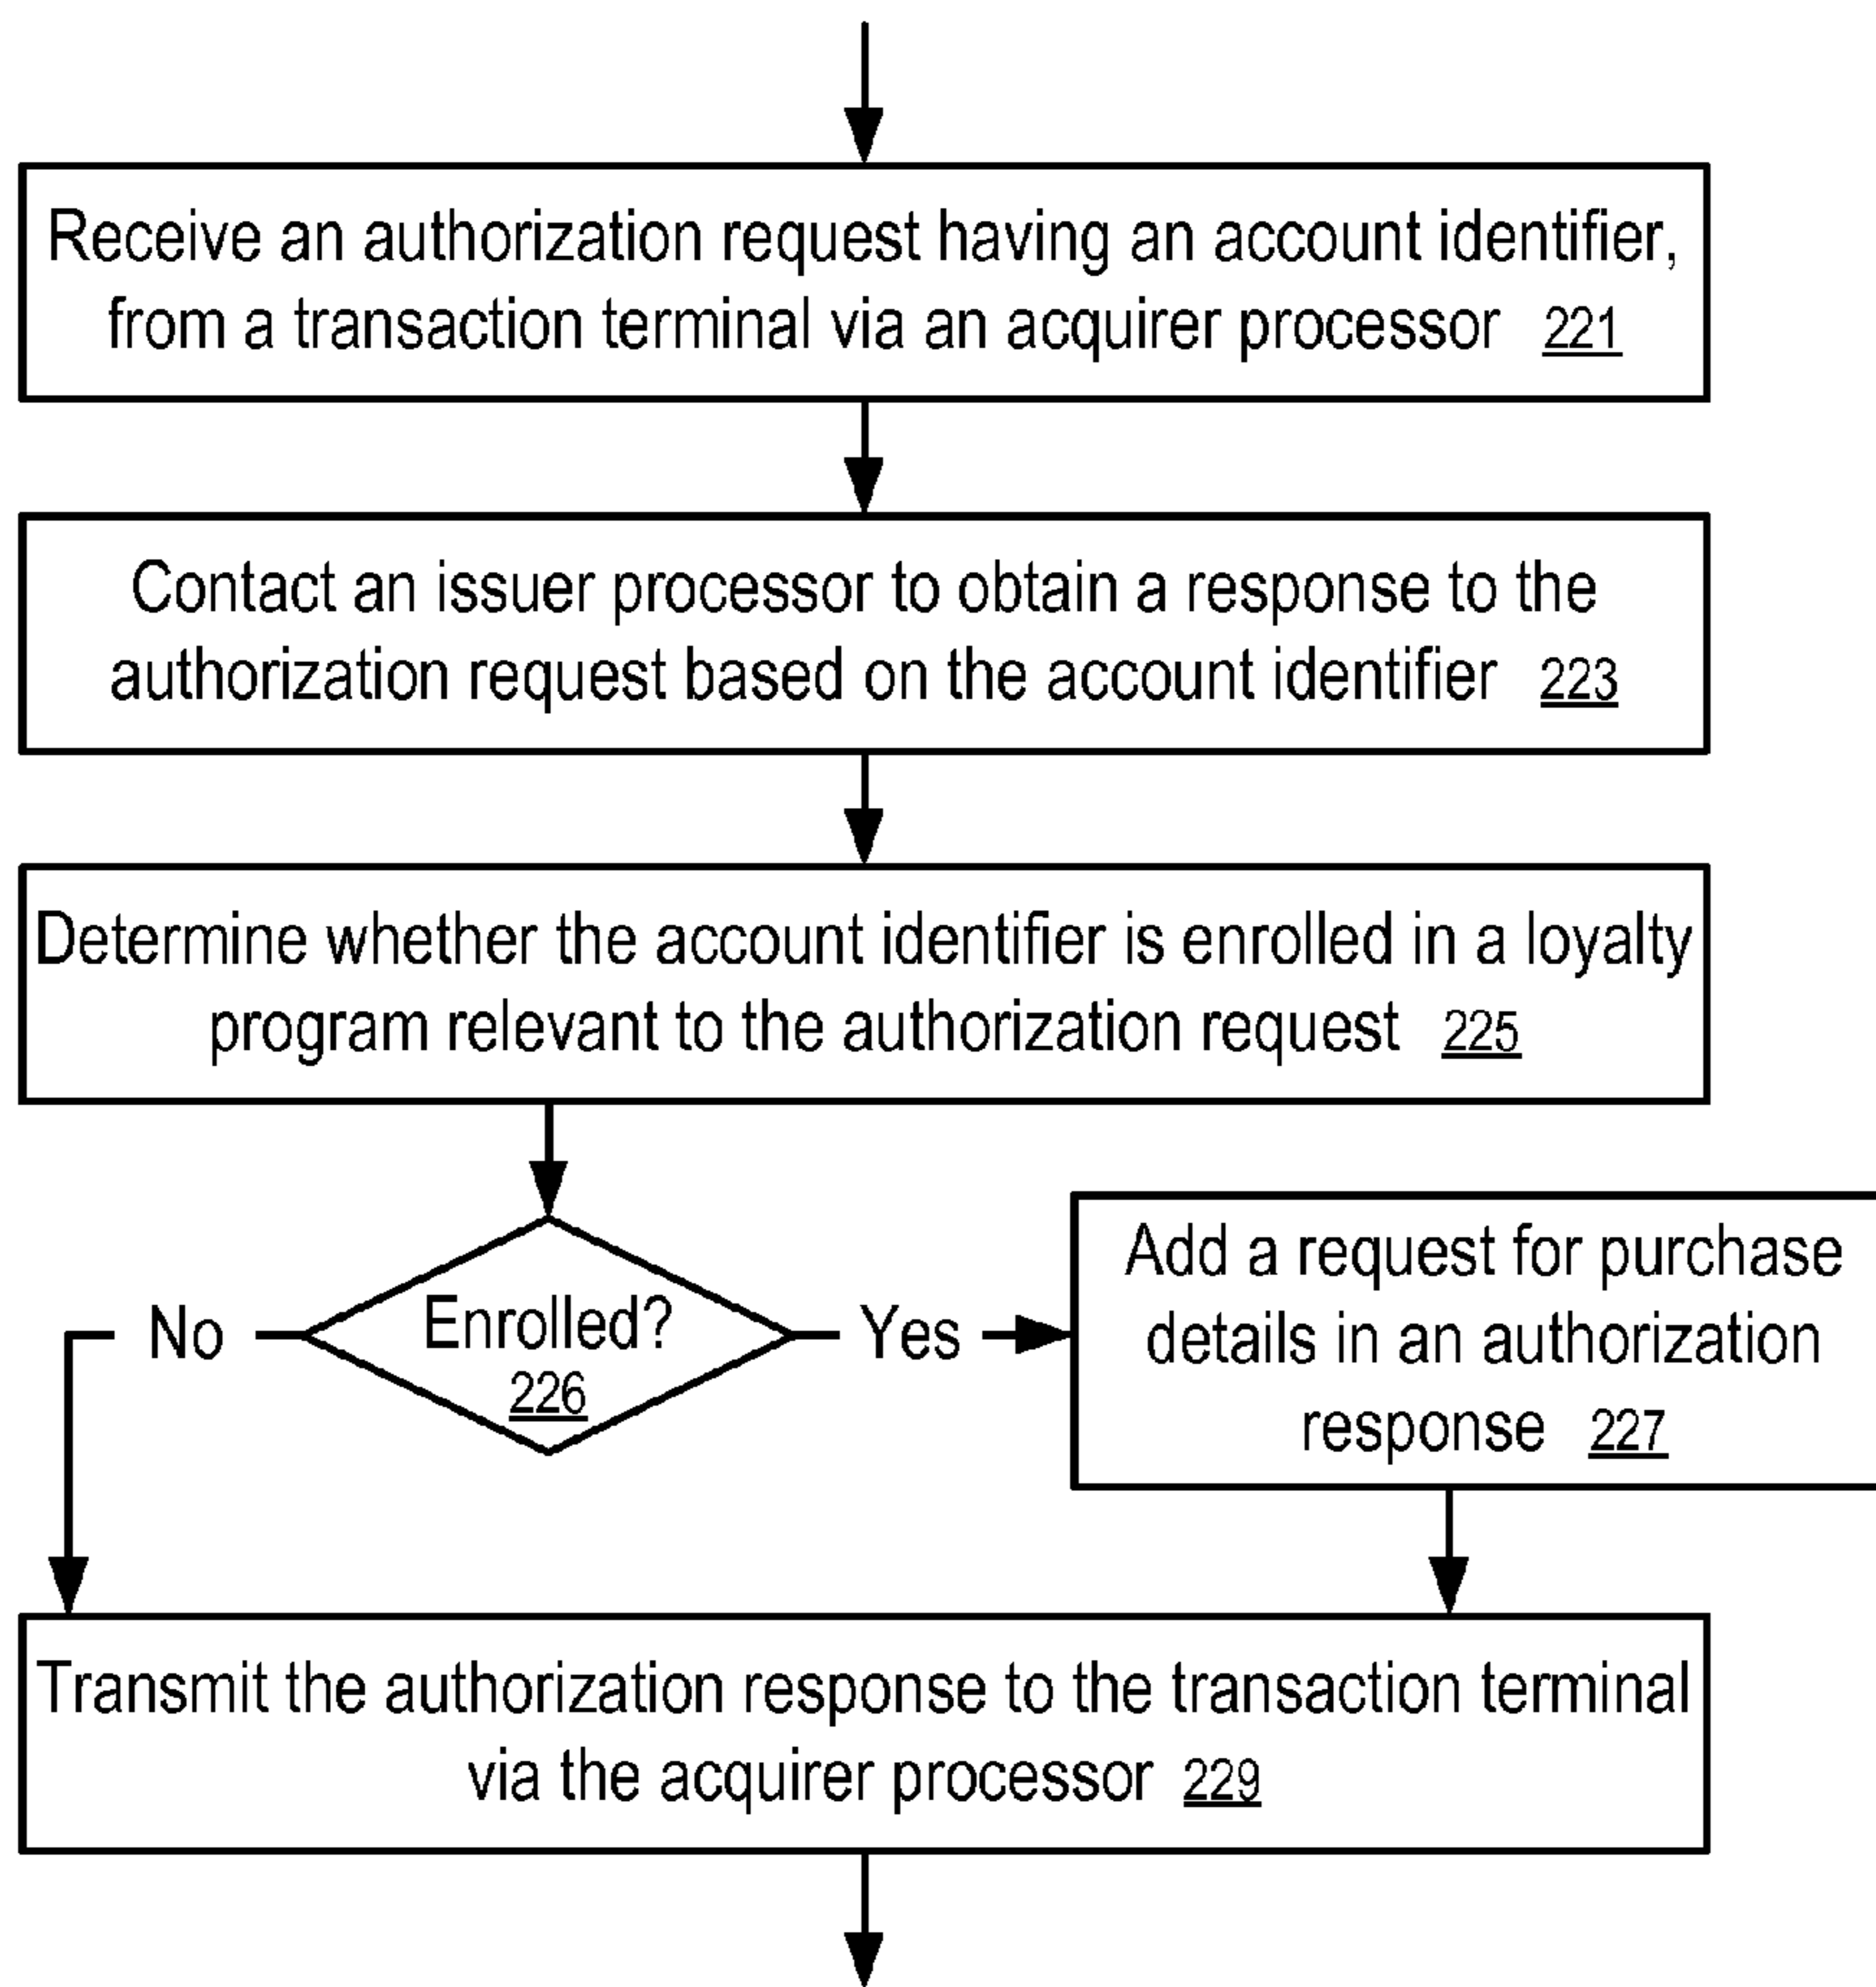 Receive an authorization request having an account identifier,
from a transaction terminal via an acquirer processor 221
Contact an issuer processor to obtain a response to the
authorization request based on the account identifier 223
Determine whether the account identifier is enrolled in a loyalty
program relevant to the authorization request 225
No
Enrolled?
226
Yes
Add a request for purchase
details in an authorization
response 227
Transmit the authorization response to the transaction terminal
via the acquirer processor 229